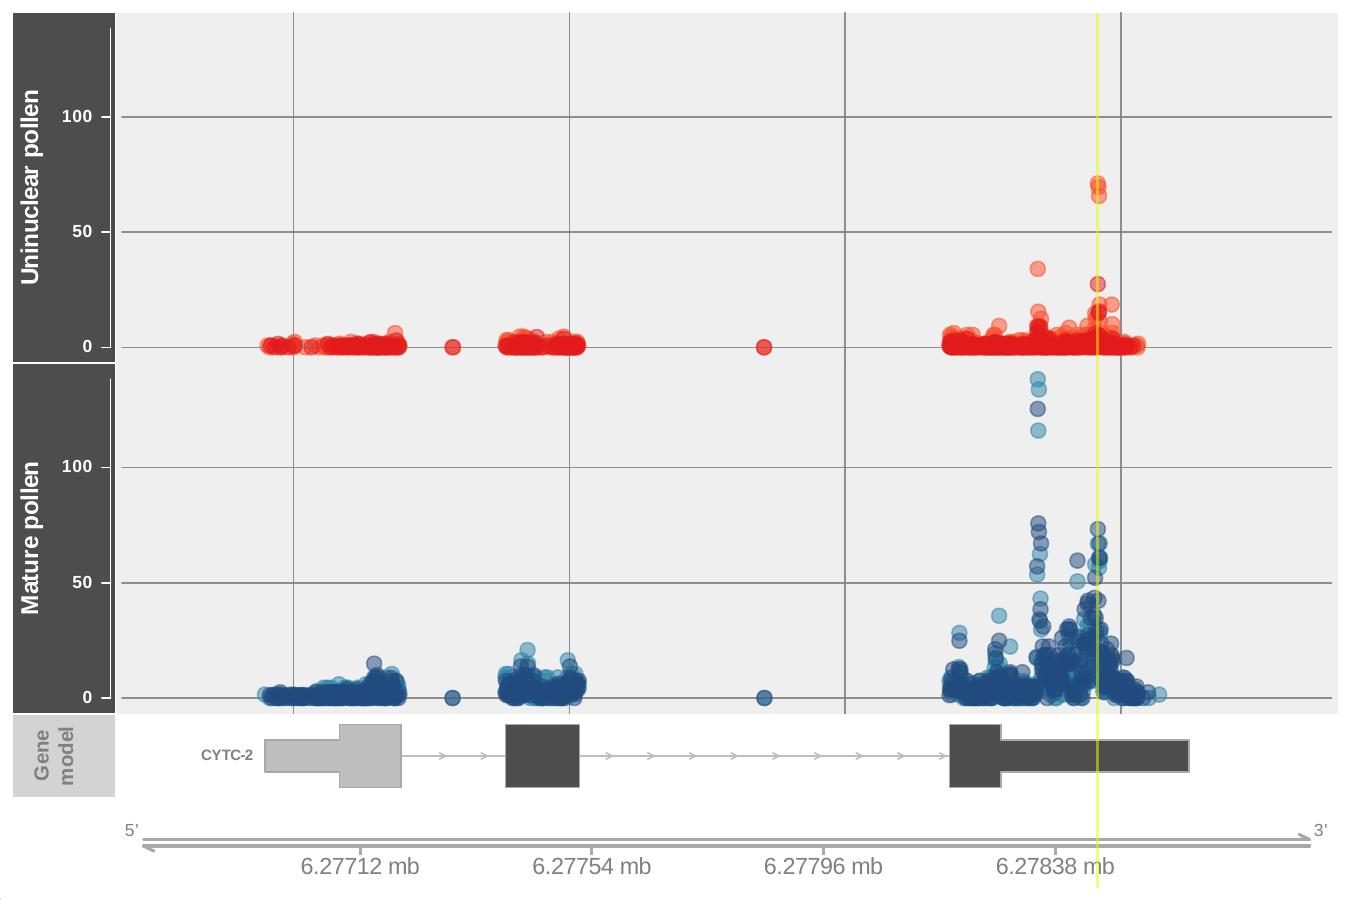 Uninuclear pollen
100
50
0
Mature pollen
100
50
0
Gene
model
CYTC-2
5'
3'
6.27712 mb
6.27754 mb
6.27796 mb
6.27838 mb